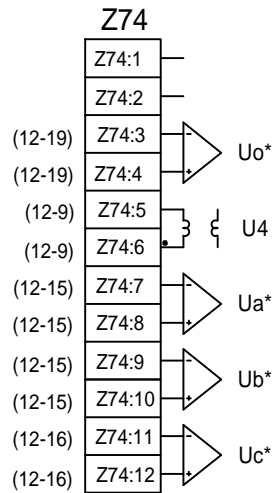 Z74
Z74:1
Z74:2
(12-19) Z74:3 -
Uo*
(12-19) Z74:4 +
(12-9) Z74:5
U4
(12-9) Z74:6
(12-15) Z74:7 -
Ua*
(12-15) Z74:8 +
(12-15) Z74:9 -
Ub*
(12-15) Z74:10 +
(12-16) Z74:11 -
Uc*
(12-16) Z74:12 +